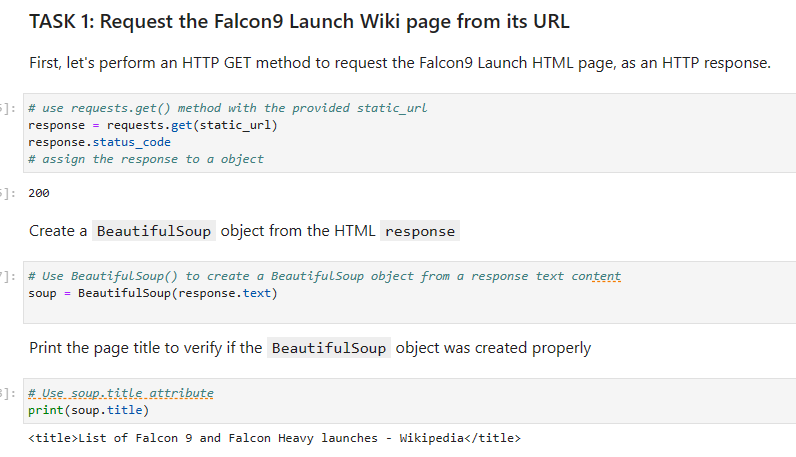 TASK 1: Request the Falcon9 Launch Wiki page from its URL
First, let's perform an HTTP GET method to request the Falcon9 Launch HTML page, as an HTTP response.
]: # use requests.get() method with the provided static_url
response = requests.get(static_url)
response.status_code
# assign the response to a object
]: 200
Create a BeautifulSoup object from the HTML response
]: # Use BeautifulSoup() to create a BeautifulSoup object from a response text content
soup = BeautifulSoup(response.text)
Print the page title to verify if the BeautifulSoup object was created properly
]: # Use soup.title attribute
print(soup.title)
<title>List of Falcon 9 and Falcon Heavy launches - Wikipedia</title>